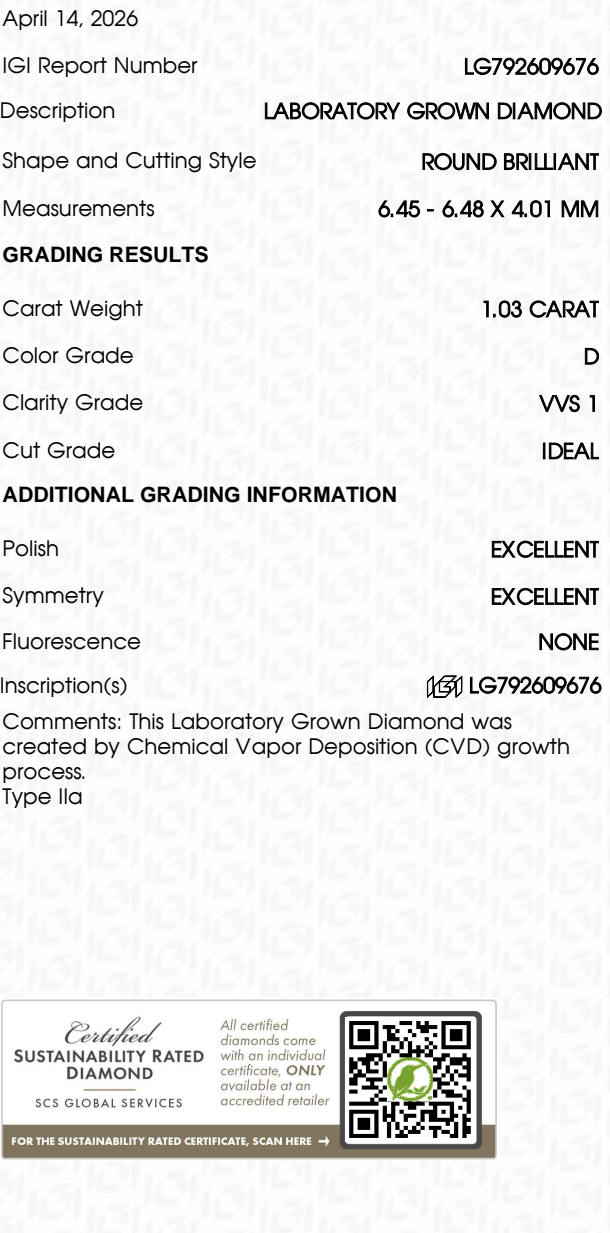 April 14, 2026
IGI Report Number LG792609676
Description LABORATORY GROWN DIAMOND
Shape and Cutting Style ROUND BRILLIANT
Measurements 6.45 - 6.48 X 4.01 MM
GRADING RESULTS
Carat Weight 1.03 CARAT
Color Grade D
Clarity Grade VVS 1
Cut Grade IDEAL
ADDITIONAL GRADING INFORMATION
Polish EXCELLENT
Symmetry EXCELLENT
Fluorescence NONE
Inscription(s) IGI LG792609676
Comments: This Laboratory Grown Diamond was
created by Chemical Vapor Deposition (CVD) growth
process.
Type IIa
Certified
SUSTAINABILITY RATED
DIAMOND
SCS GLOBAL SERVICES
All certified
diamonds come
with an individual
certificate, ONLY
available at an
accredited retailer
FOR THE SUSTAINABILITY RATED CERTIFICATE, SCAN HERE →